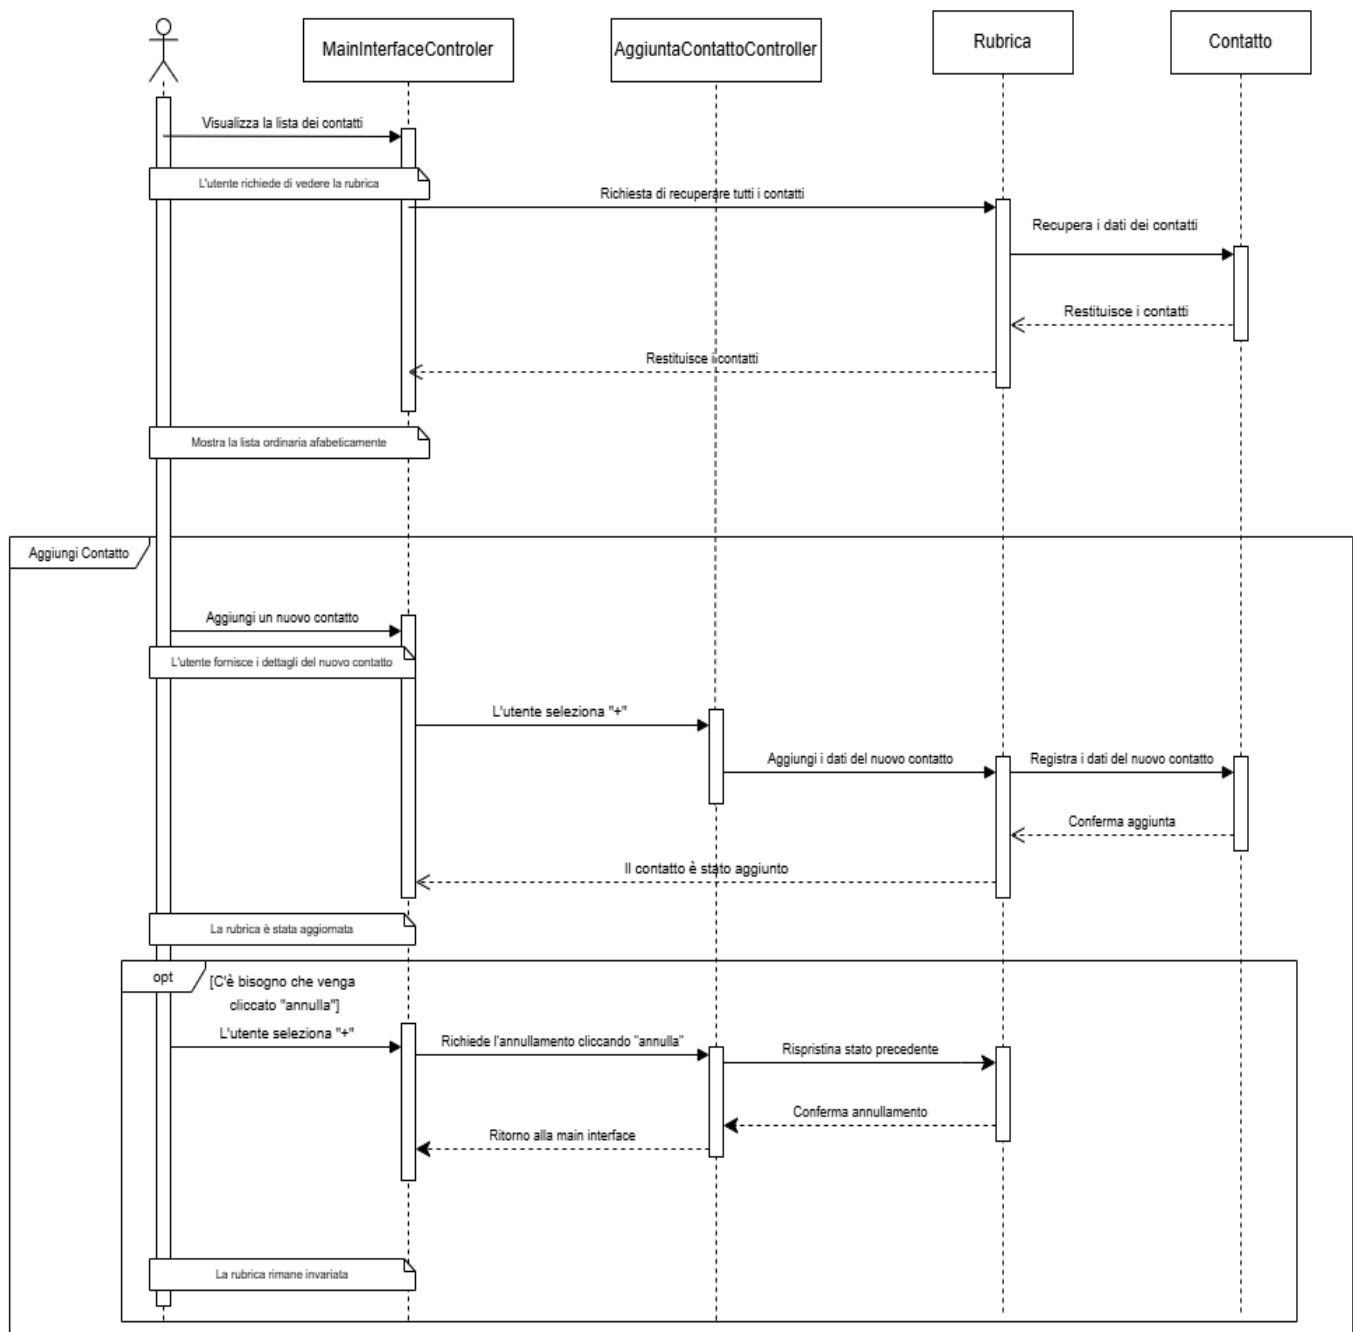 MainInterfaceControler
AggiuntaContattoController
Rubrica
Contatto
Visualizza la lista dei contatti
L'utente richiede di vedere la rubrica
Richiesta di recuperare tutti i contatti
Recupera i dati dei contatti
Restituisce i contatti
Restituisce i contatti
Mostra la lista ordinaria afabeticamente
Aggiungi Contatto
Aggiungi un nuovo contatto
L'utente fornisce i dettagli del nuovo contatto
L'utente seleziona "+"
Aggiungi i dati del nuovo contatto
Registra i dati del nuovo contatto
Conferma aggiunta
Il contatto è stato aggiunto
La rubrica è stata aggiornata
opt
[C'è bisogno che venga
cliccato "annulla"]
L'utente seleziona "+"
Richiede l'annullamento cliccando "annulla"
Rispristina stato precedente
Conferma annullamento
Ritorno alla main interface
La rubrica rimane invariata